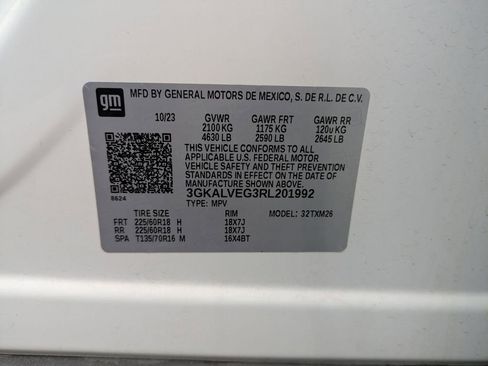 gm
MFD BY GENERAL MOTORS DE MEXICO, S. DE R.L. DE C.V.
10/23 GVWR GAWR FRT GAWR RR
2100 KG 1175 KG 120u KG
4630 LB 2590 LB 2645 LB
THIS VEHICLE CONFORMS TO ALL
APPLICABLE U.S. FEDERAL MOTOR
VEHICLE SAFETY AND THEFT PREVENTION
STANDARDS IN EFFECT ON THE DATE OF
MANUFACTURE SHOWN ABOVE.
3GKALVEG3RL201992
8624 TYPE: MPV
TIRE SIZE RIM MODEL: 32TXM26
FRT 225/60R18 H 18X7J
RR 225/60R18 H 18X7J
SPA T135/70R16 M 16X4BT